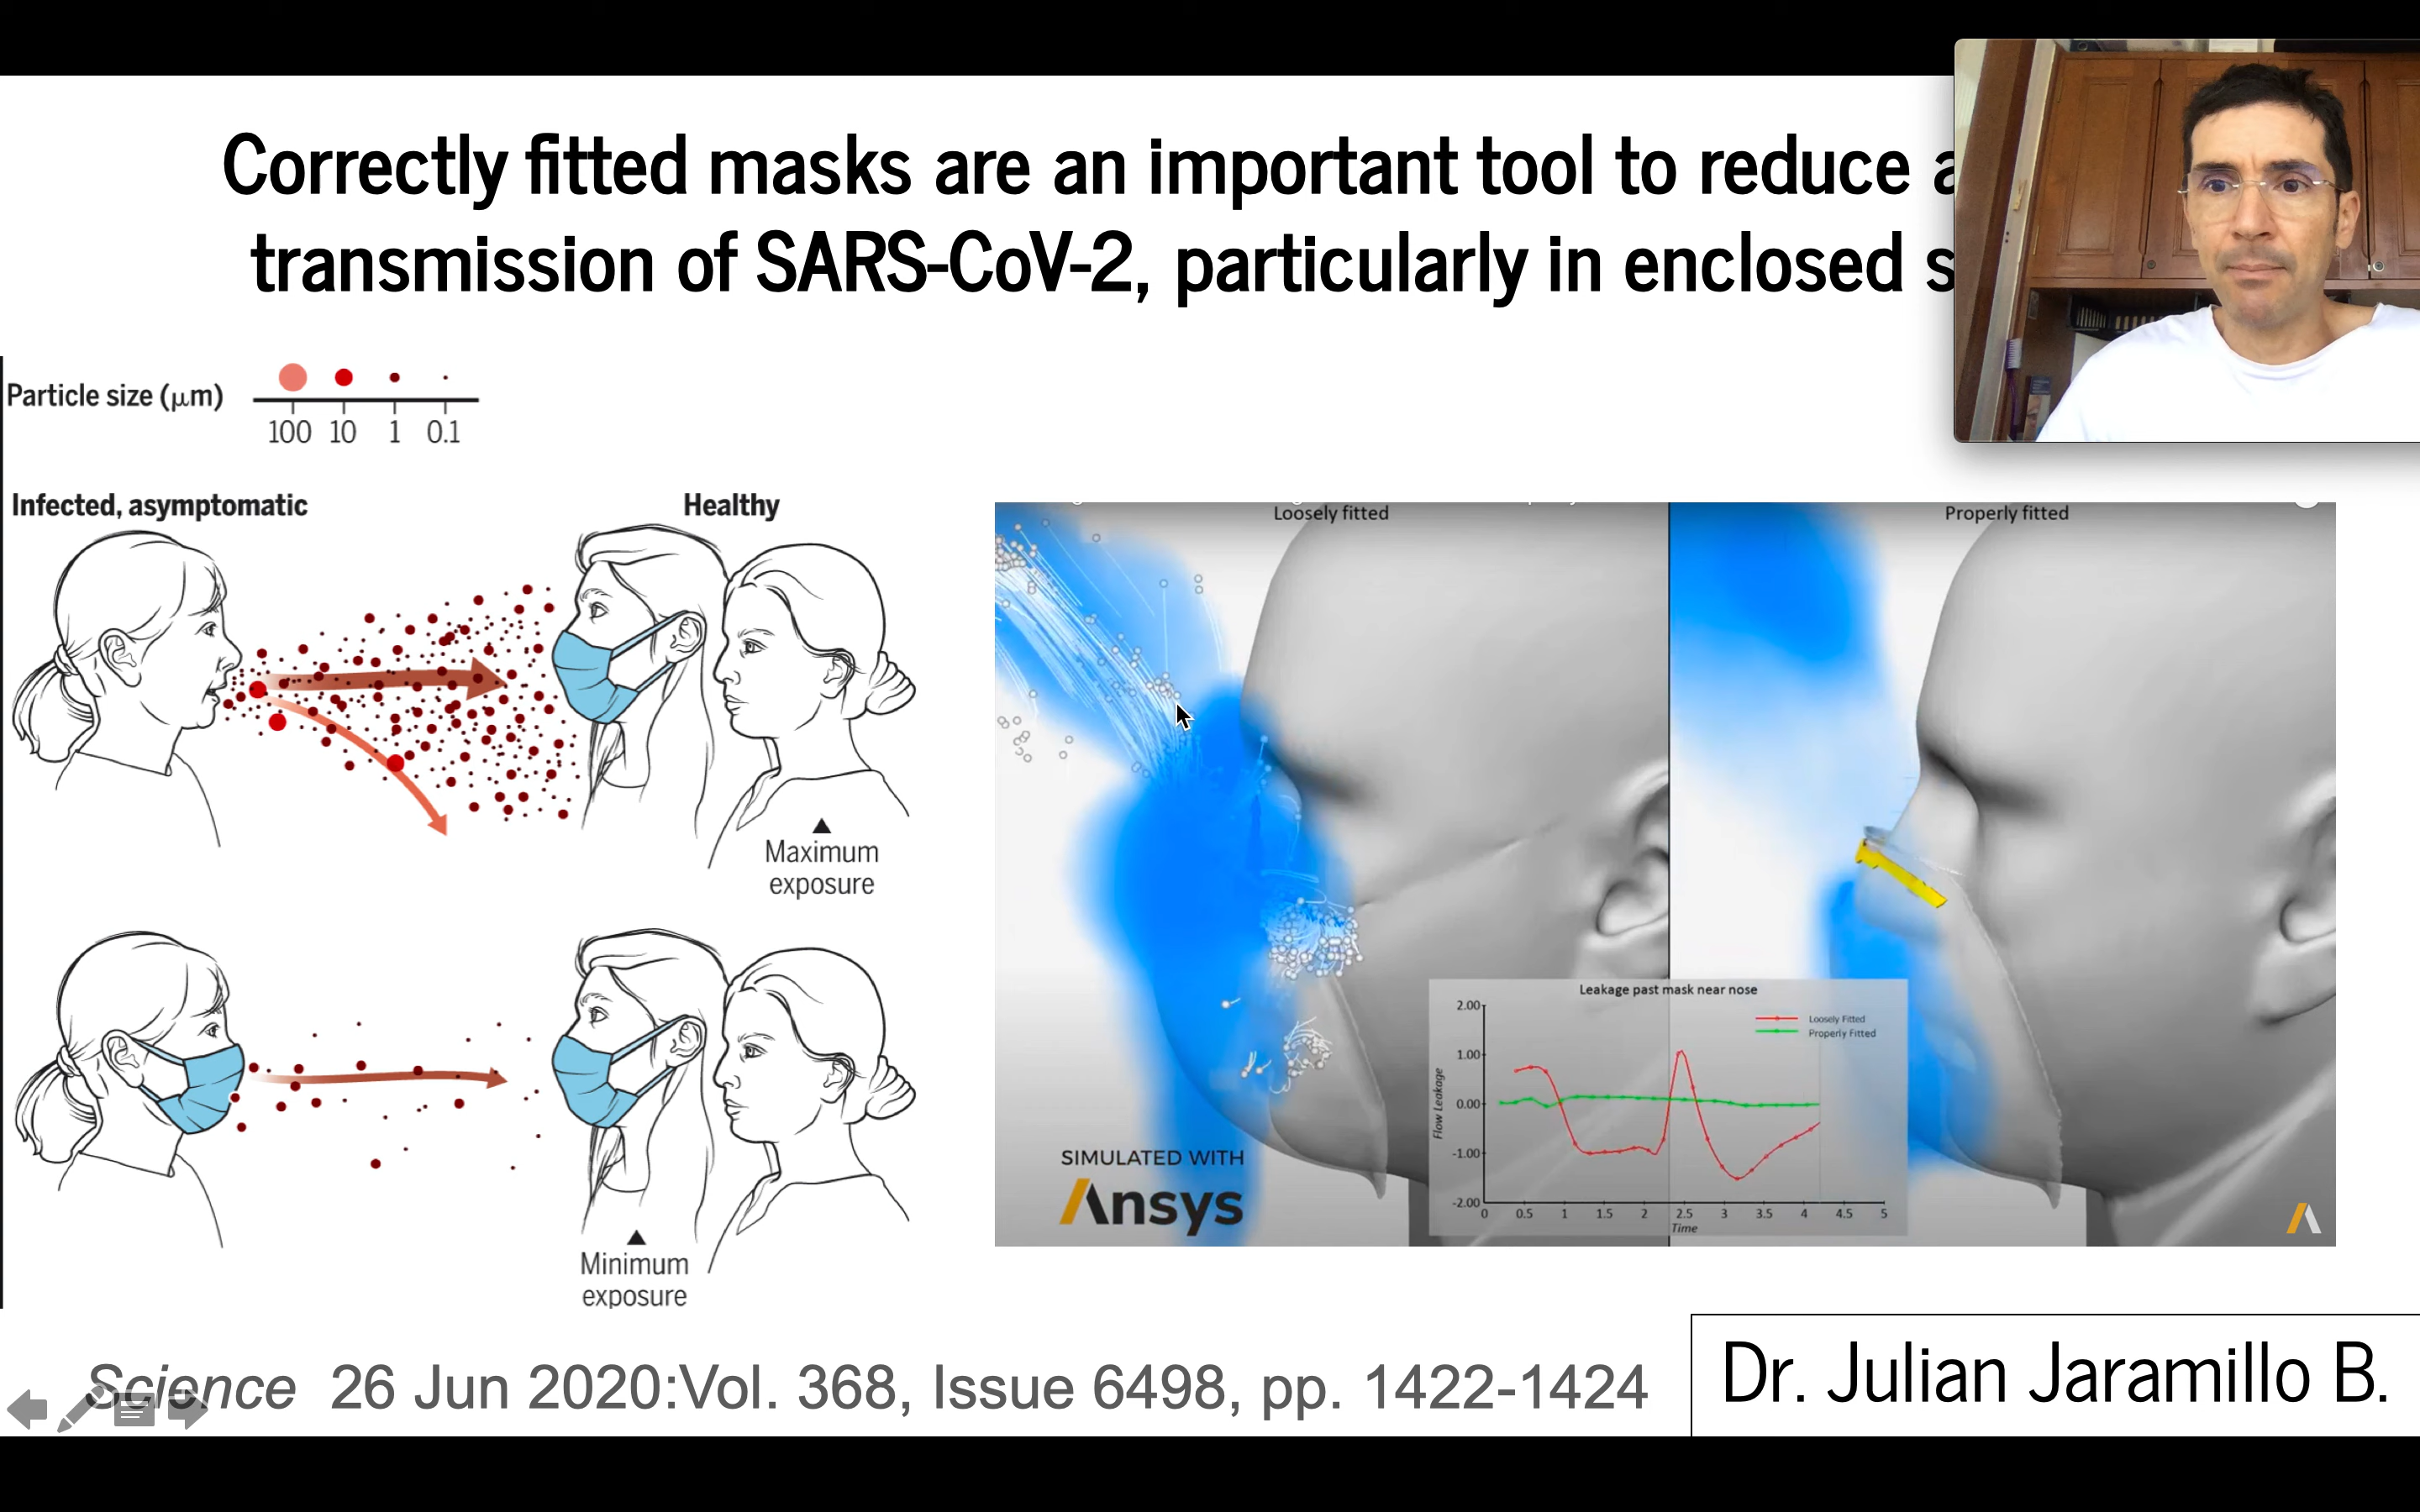 Correctly fitted masks are an important tool to reduce
transmission of SARS-CoV-2, particularly in enclosed
Particle size (μm)
100 10 1 0.1
Infected, asymptomatic
Healthy
Maximum
exposure
Minimum
exposure
Loosely fitted
Properly fitted
SIMULATED WITH
Ansys
Leakage past mask near nose
Loosely Fitted
Properly Fitted
Flow Leakage
2.00
1.00
0.00
-1.00
-2.00
0 0.5 1 1.5 2 2.5 3 3.5 4 4.5 5
Time
Science 26 Jun 2020:Vol. 368, Issue 6498, pp. 1422-1424
Dr. Julian Jaramillo B.